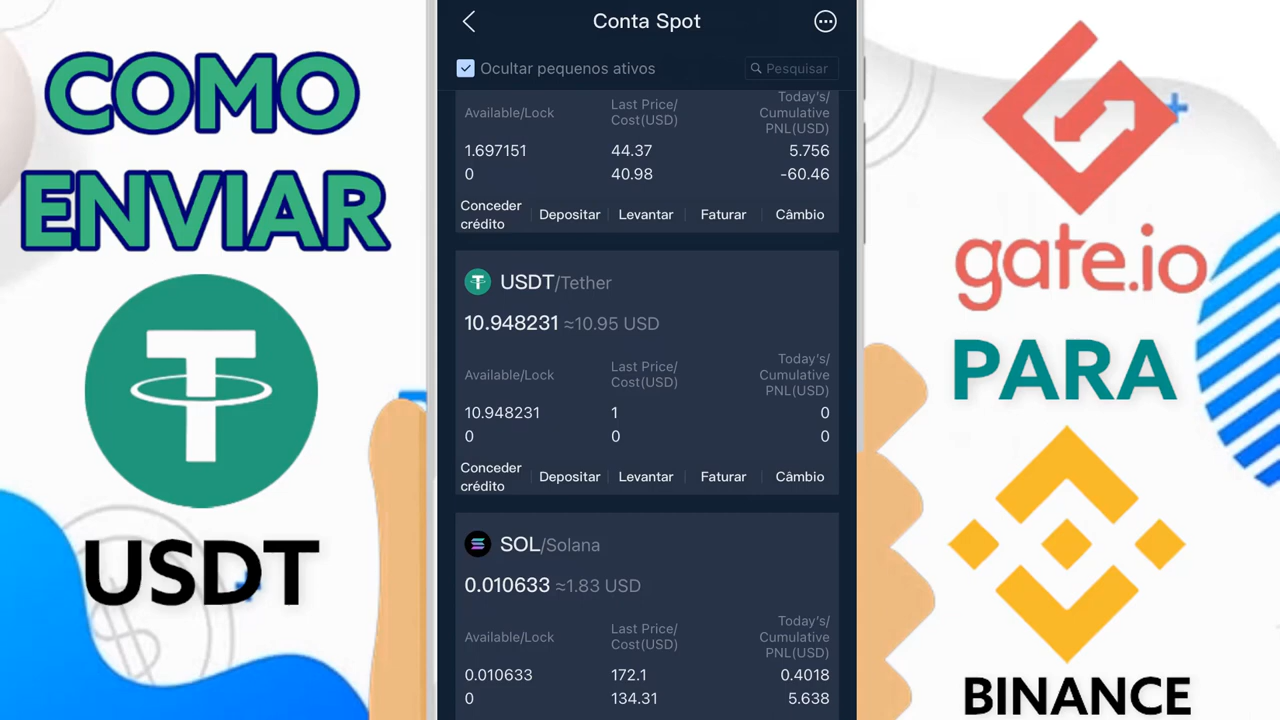 COMO
ENVIAR
USDT
Conta Spot
Ocultar pequenos ativos
Pesquisar
Available/Lock
Last Price/
Cost(USD)
Today's/
Cumulative
PNL(USD)
1.697151
44.37
5.756
0
40.98
-60.46
Conceder
crédito
Depositar
Levantar
Faturar
Câmbio
USDT/Tether
10.948231 ≈10.95 USD
Available/Lock
Last Price/
Cost(USD)
Today's/
Cumulative
PNL(USD)
10.948231
1
0
0
0
0
Conceder
crédito
Depositar
Levantar
Faturar
Câmbio
SOL/Solana
0.010633 ≈1.83 USD
Available/Lock
Last Price/
Cost(USD)
Today's/
Cumulative
PNL(USD)
0.010633
172.1
0.4018
0
134.31
5.638
gate.io
PARA
BINANCE